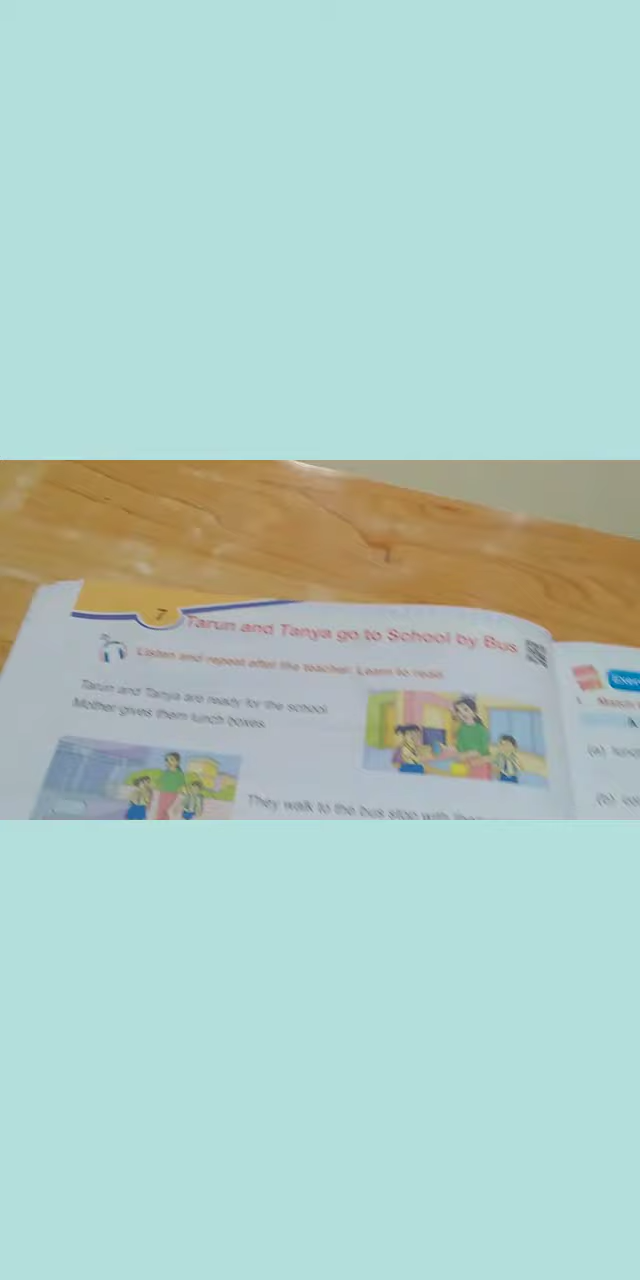 7
Tarun and Tanya go to School by Bus
Listen and repeat after the teacher. Learn to read.
Tarun and Tanya are ready for the school.
Mother gives them lunch boxes.
They walk to the bus stop with
1.
A
(a)
(b)